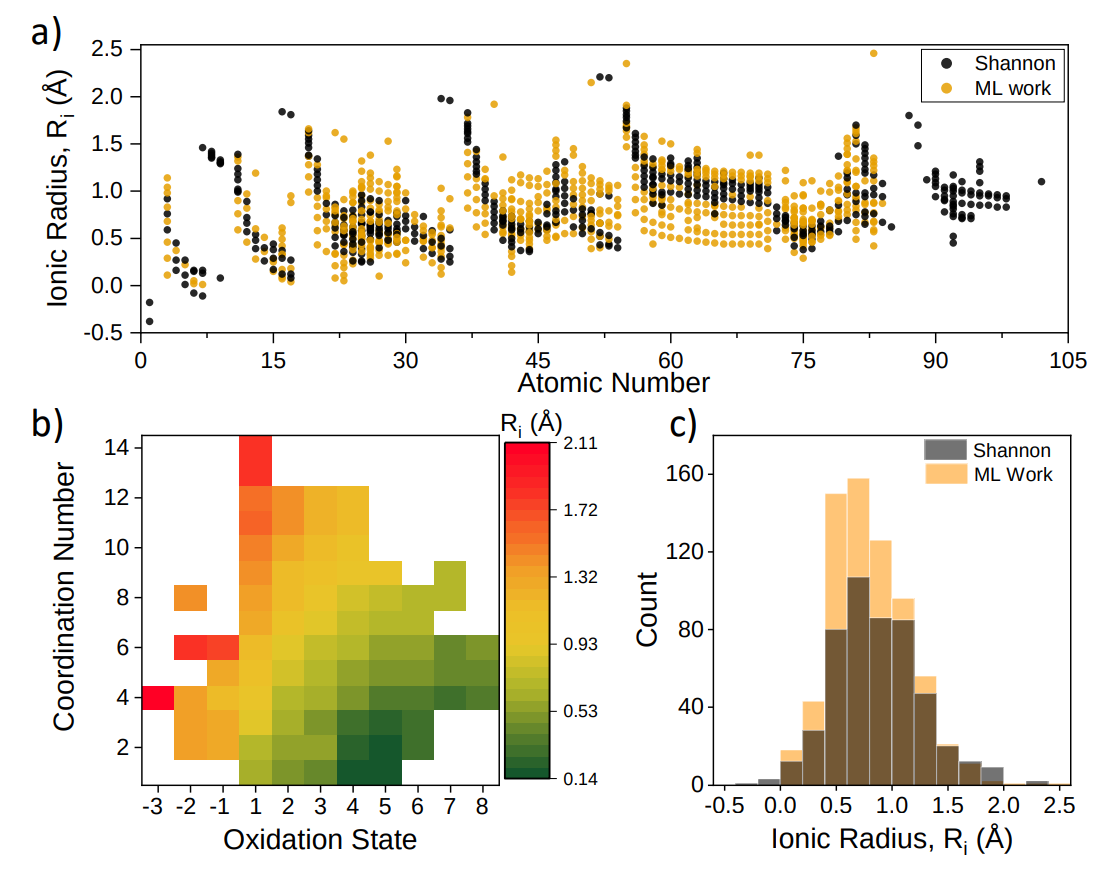 a)
Ionic Radius, Ri (Å)
2.5
2.0
1.5
1.0
0.5
0.0
-0.5
Shannon
ML work
0 15 30 45 60 75 90 105
Atomic Number
b)
Coordination Number
14
12
10
8
6
4
2
-3 -2 -1 1 2 3 4 5 6 7 8
Oxidation State
Ri (Å)
2.11
1.72
1.32
0.93
0.53
0.14
c)
Count
160
120
80
40
0
Shannon
ML Work
-0.5 0.0 0.5 1.0 1.5 2.0 2.5
Ionic Radius, Ri (Å)